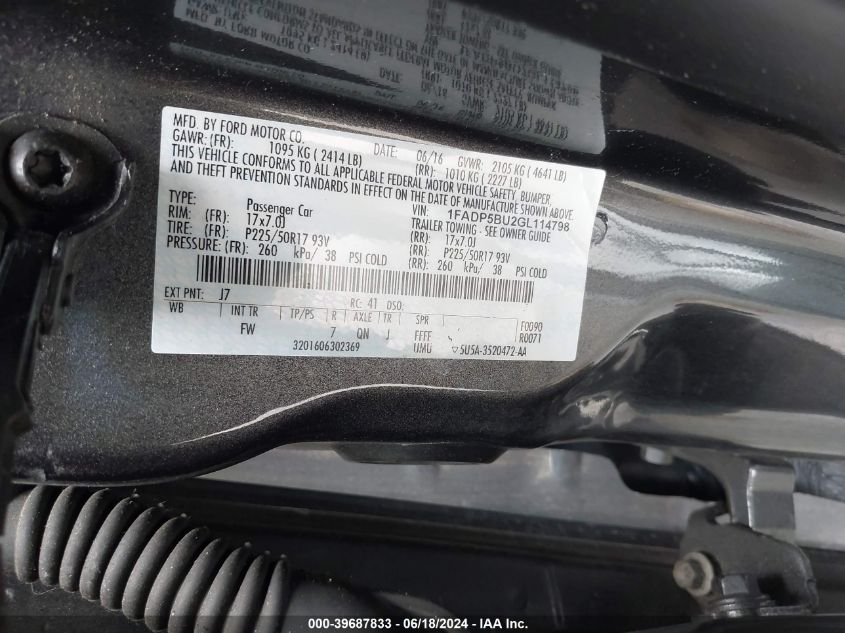 MFD. BY FORD MOTOR CO.
DATE: 06/16 GVWR: 2105 KG ( 4641 LB)
GAWR: (FR): 1095 KG ( 2414 LB) (RR): 1010 KG ( 2227 LB)
THIS VEHICLE CONFORMS TO ALL APPLICABLE FEDERAL MOTOR VEHICLE SAFETY, BUMPER,
AND THEFT PREVENTION STANDARDS IN EFFECT ON THE DATE OF MANUFACTURE SHOWN ABOVE.
VIN: 1FADP5BU2GL114798
TYPE: Passenger Car TRAILER TOWING - SEE OWNER GUIDE
RIM: (FR) 17x7.0J (RR): 17x7.0J
TIRE: (FR) P225/50R17 93V (RR): P225/50R17 93V
PRESSURE: (FR) 260 kPa/ 38 PSI COLD (RR) 260 kPa/ 38 PSI COLD
EXT PNT: J7 RC: 41 DSO:
WB INT TR TP/PS R AXLE TR SPR F0090
FW 7 QN J FFFF R0071
3201606302369 UMU ▽5U5A-3520472-AA
000-39687833 - 06/18/2024 - IAA Inc.